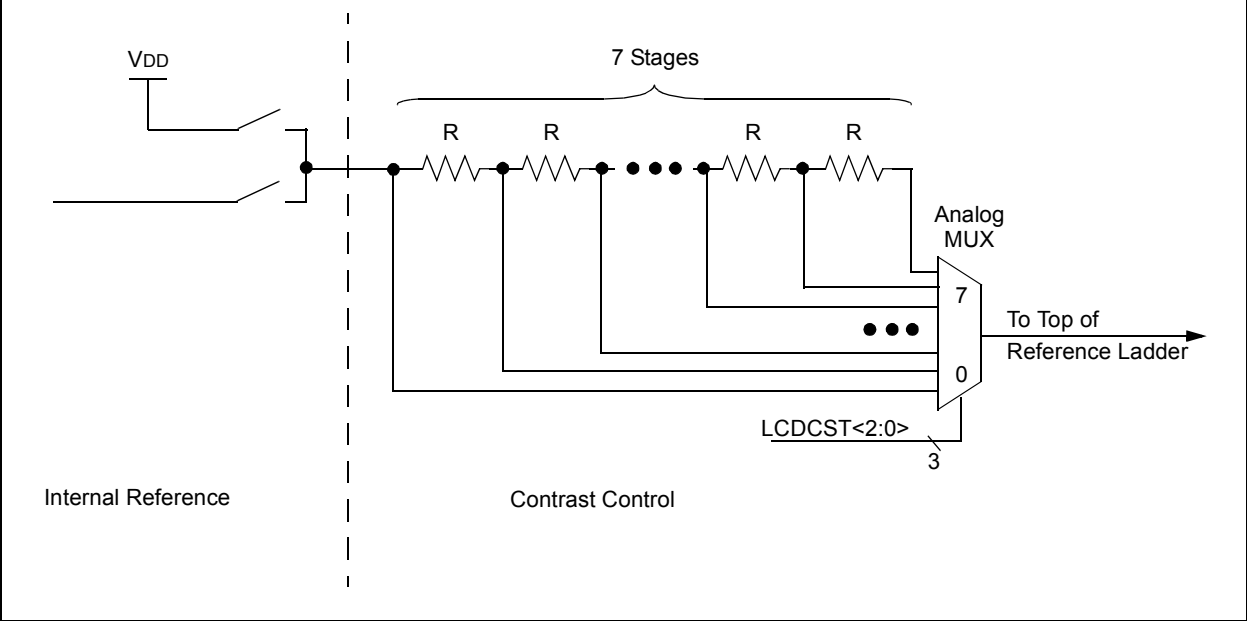 VDD
7 Stages
R
R
R
R
Analog
MUX
7
To Top of
Reference Ladder
0
LCDCST<2:0>
3
Internal Reference
Contrast Control